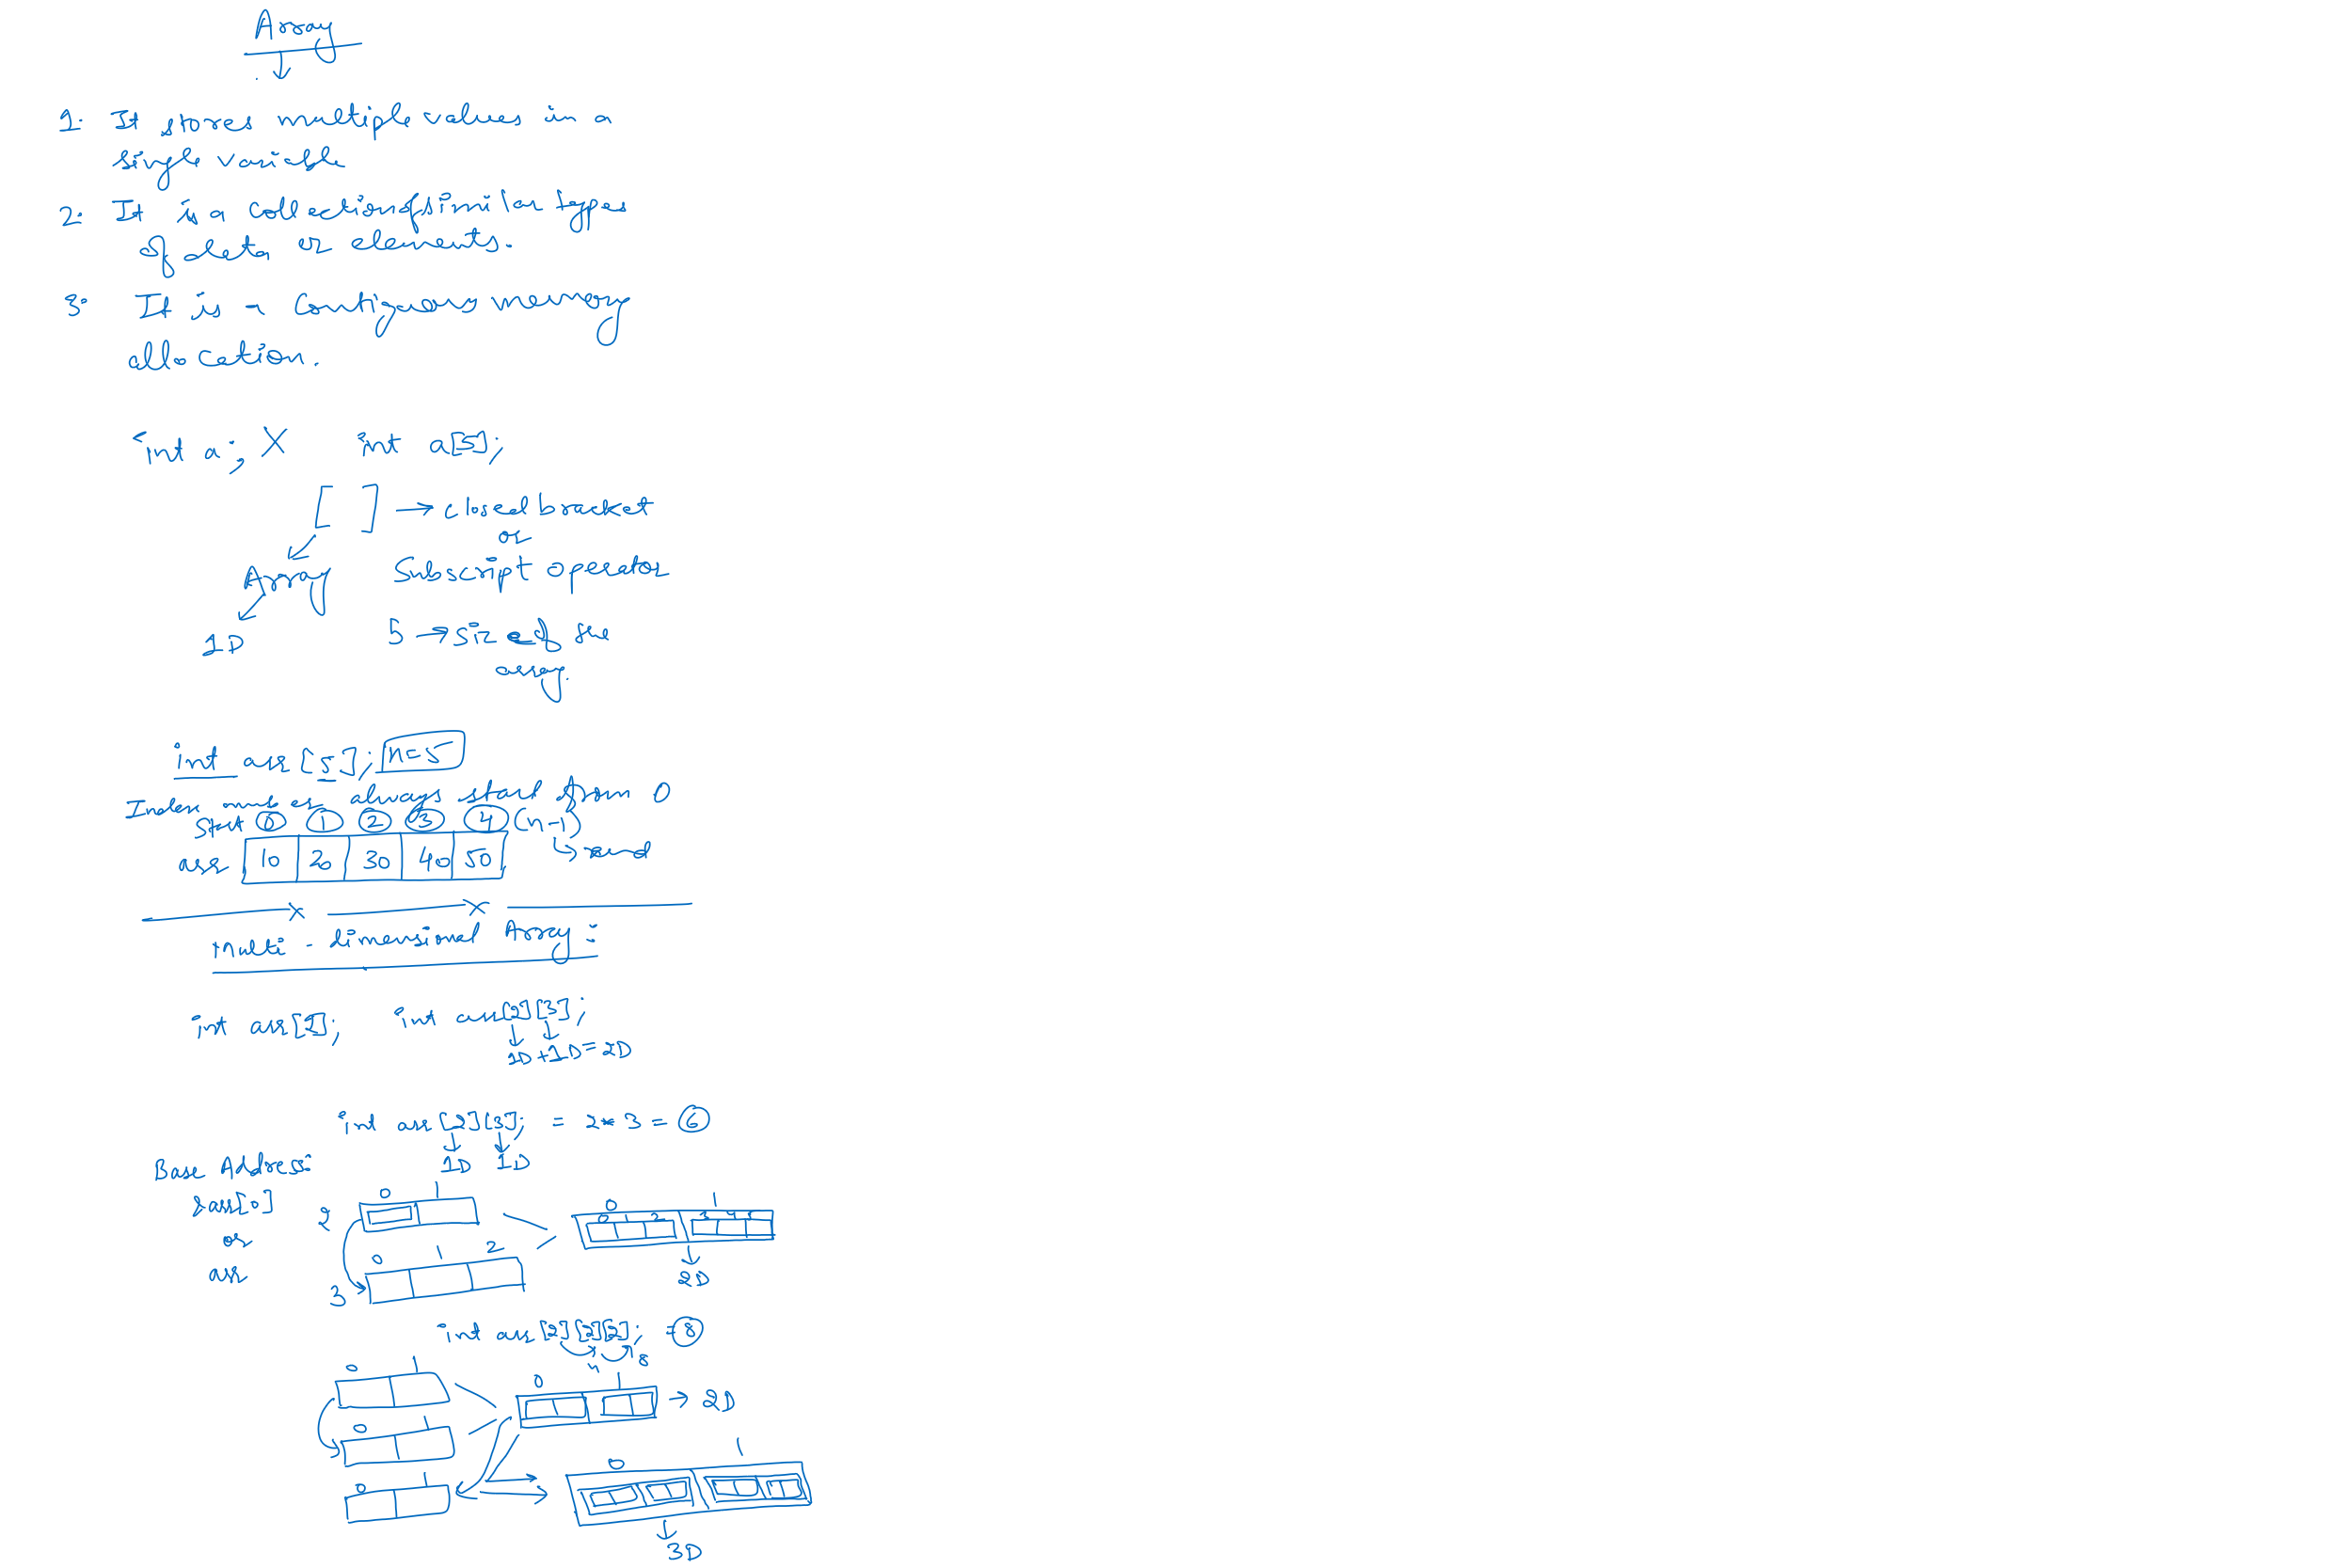 Array
1. It stores multiple values in a
single variable
2. It is a collection of similar types
of data or elements.
3. It is a contiguous memory
allocation.
int a; X int a[5];
[ ] → closed bracket
or
Array Subscript operator
1D 5 → size of the
array.
int arr[5]; n=5
Index number always start from 0
Start 0 1 2 3 4 (n-1)
arr 10 20 30 40 50 → end
X X
Multi-dimensional Array:
int arr[2]; int arr[2][3];
1D + 1D = 2D
int arr[2][3]; = 2*3 = 6
1D 1D
Base Address:
&arr[0]
or
arr
2 0 1
3 0 1 2
0 1
0 1 2 3 4 5
2D
int arr[2][2][2]; = 8
4 8
0 1
0 1
0 1
0 1 → 2D
0 1
3D